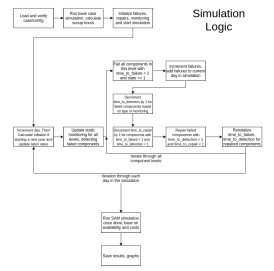 Simulation
Logic
Load and verify
case/config
Run base case
simulation, calculate
sunup hours
Initialize failures,
repairs, monitoring
and start simulation
Fail all components in
this level with
time_to_failure < 1
and state == 1
Increment failures,
add failures to current
day in simulation
Decrement
time_to_detection by 1 for
failed components based
on type of monitoring
Increment day, Then
Calculate inflation if
starting a new year and
update labor rates
Update static
monitoring for all
levels, detecting
failed components
Decrement time_to_repair
by 1 for components with
time_to_failure < 1 and
time_to_detection < 1
Repair failed
components with
time_to_detection < 1
and time_to_repair < 1
Reinitialize
time_to_failure,
time_to_detection for
repaired components
Iterate through all
component levels
Iteration through each
day in the simulation
Run SAM simulation
once done, base on
availability and costs
Save results, graphs